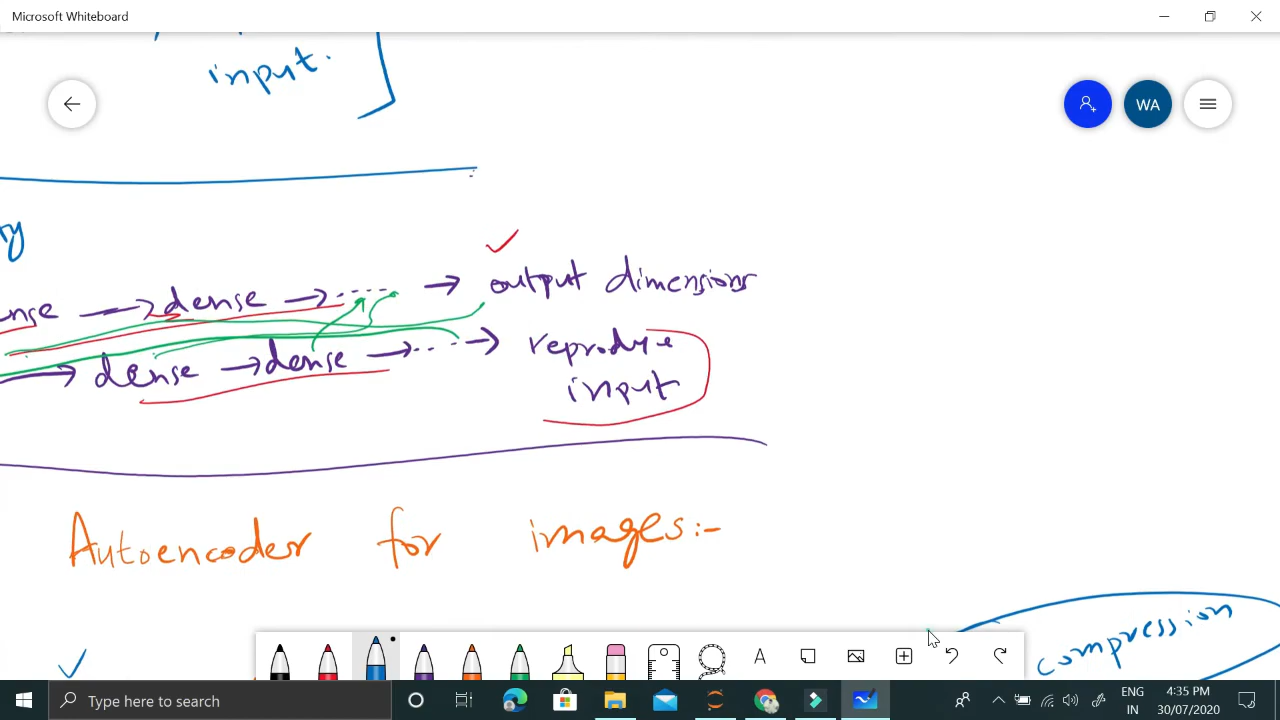 Microsoft Whiteboard
input.
WA
output dimensions
dense
dense
dense
reproduce
input
Autoencoder for images:-
compression
A
Type here to search
ENG
IN
4:35 PM
30/07/2020